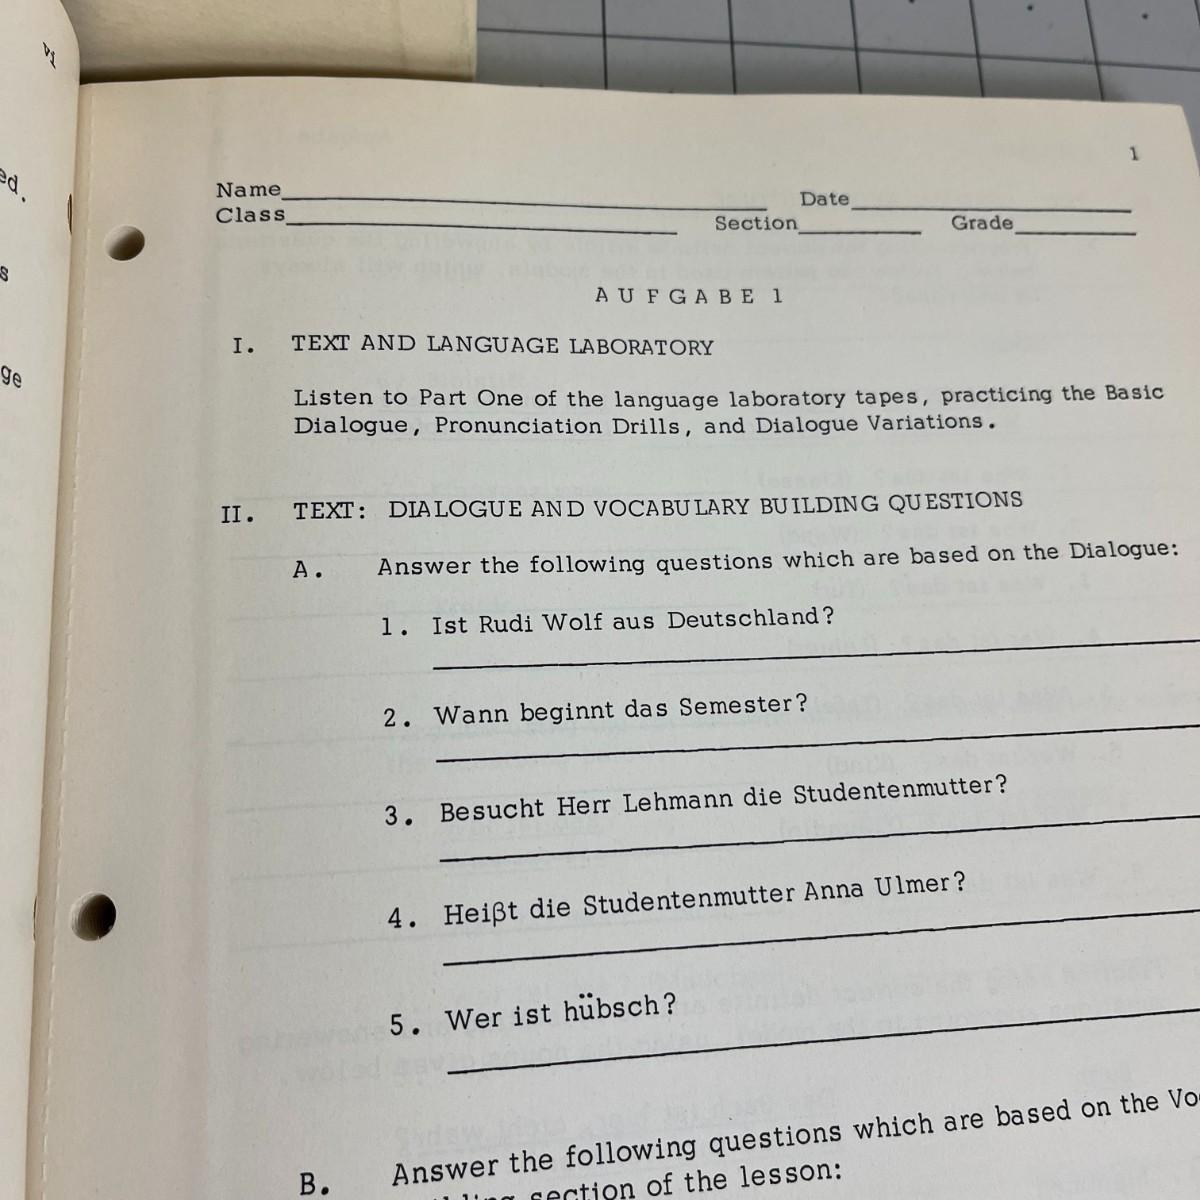 vi
ed.
s
ge
1
Name Date
Class Section Grade
AUFGABE 1
I. TEXT AND LANGUAGE LABORATORY
Listen to Part One of the language laboratory tapes, practicing the Basic
Dialogue, Pronunciation Drills, and Dialogue Variations.
II. TEXT: DIALOGUE AND VOCABULARY BUILDING QUESTIONS
A. Answer the following questions which are based on the Dialogue:
1. Ist Rudi Wolf aus Deutschland?
2. Wann beginnt das Semester?
3. Besucht Herr Lehmann die Studentenmutter?
4. Heißt die Studentenmutter Anna Ulmer?
5. Wer ist hübsch?
B. Answer the following questions which are based on the Vo
section of the lesson: